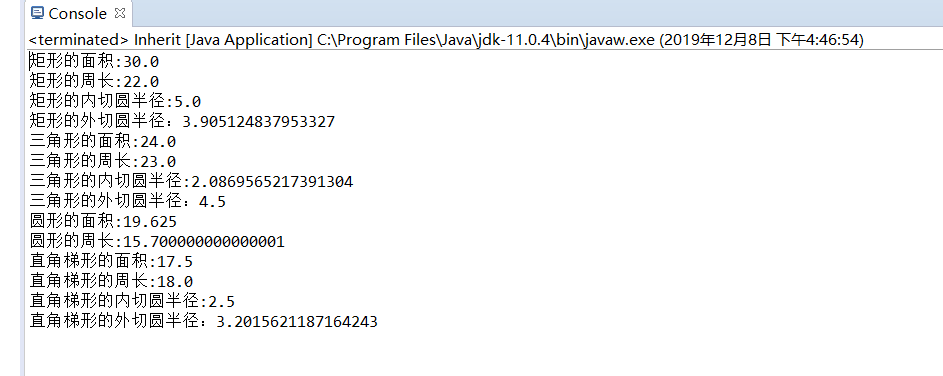 Console
<terminated> Inherit [Java Application] C:\Program Files\Java\jdk-11.0.4\bin\javaw.exe (2019年12月8日 下午4:46:54)
矩形的面积:30.0
矩形的周长:22.0
矩形的内切圆半径:5.0
矩形的外切圆半径：3.905124837953327
三角形的面积:24.0
三角形的周长:23.0
三角形的内切圆半径:2.0869565217391304
三角形的外切圆半径：4.5
圆形的面积:19.625
圆形的周长:15.700000000000001
直角梯形的面积:17.5
直角梯形的周长:18.0
直角梯形的内切圆半径:2.5
直角梯形的外切圆半径：3.2015621187164243